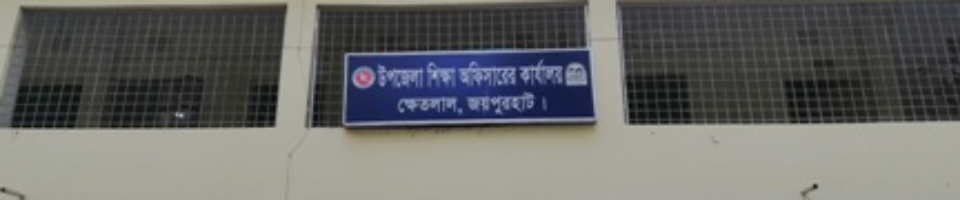 উপজেলা শিক্ষা অফিসারের কার্যালয়
ক্ষেতলাল, জয়পুরহাট।